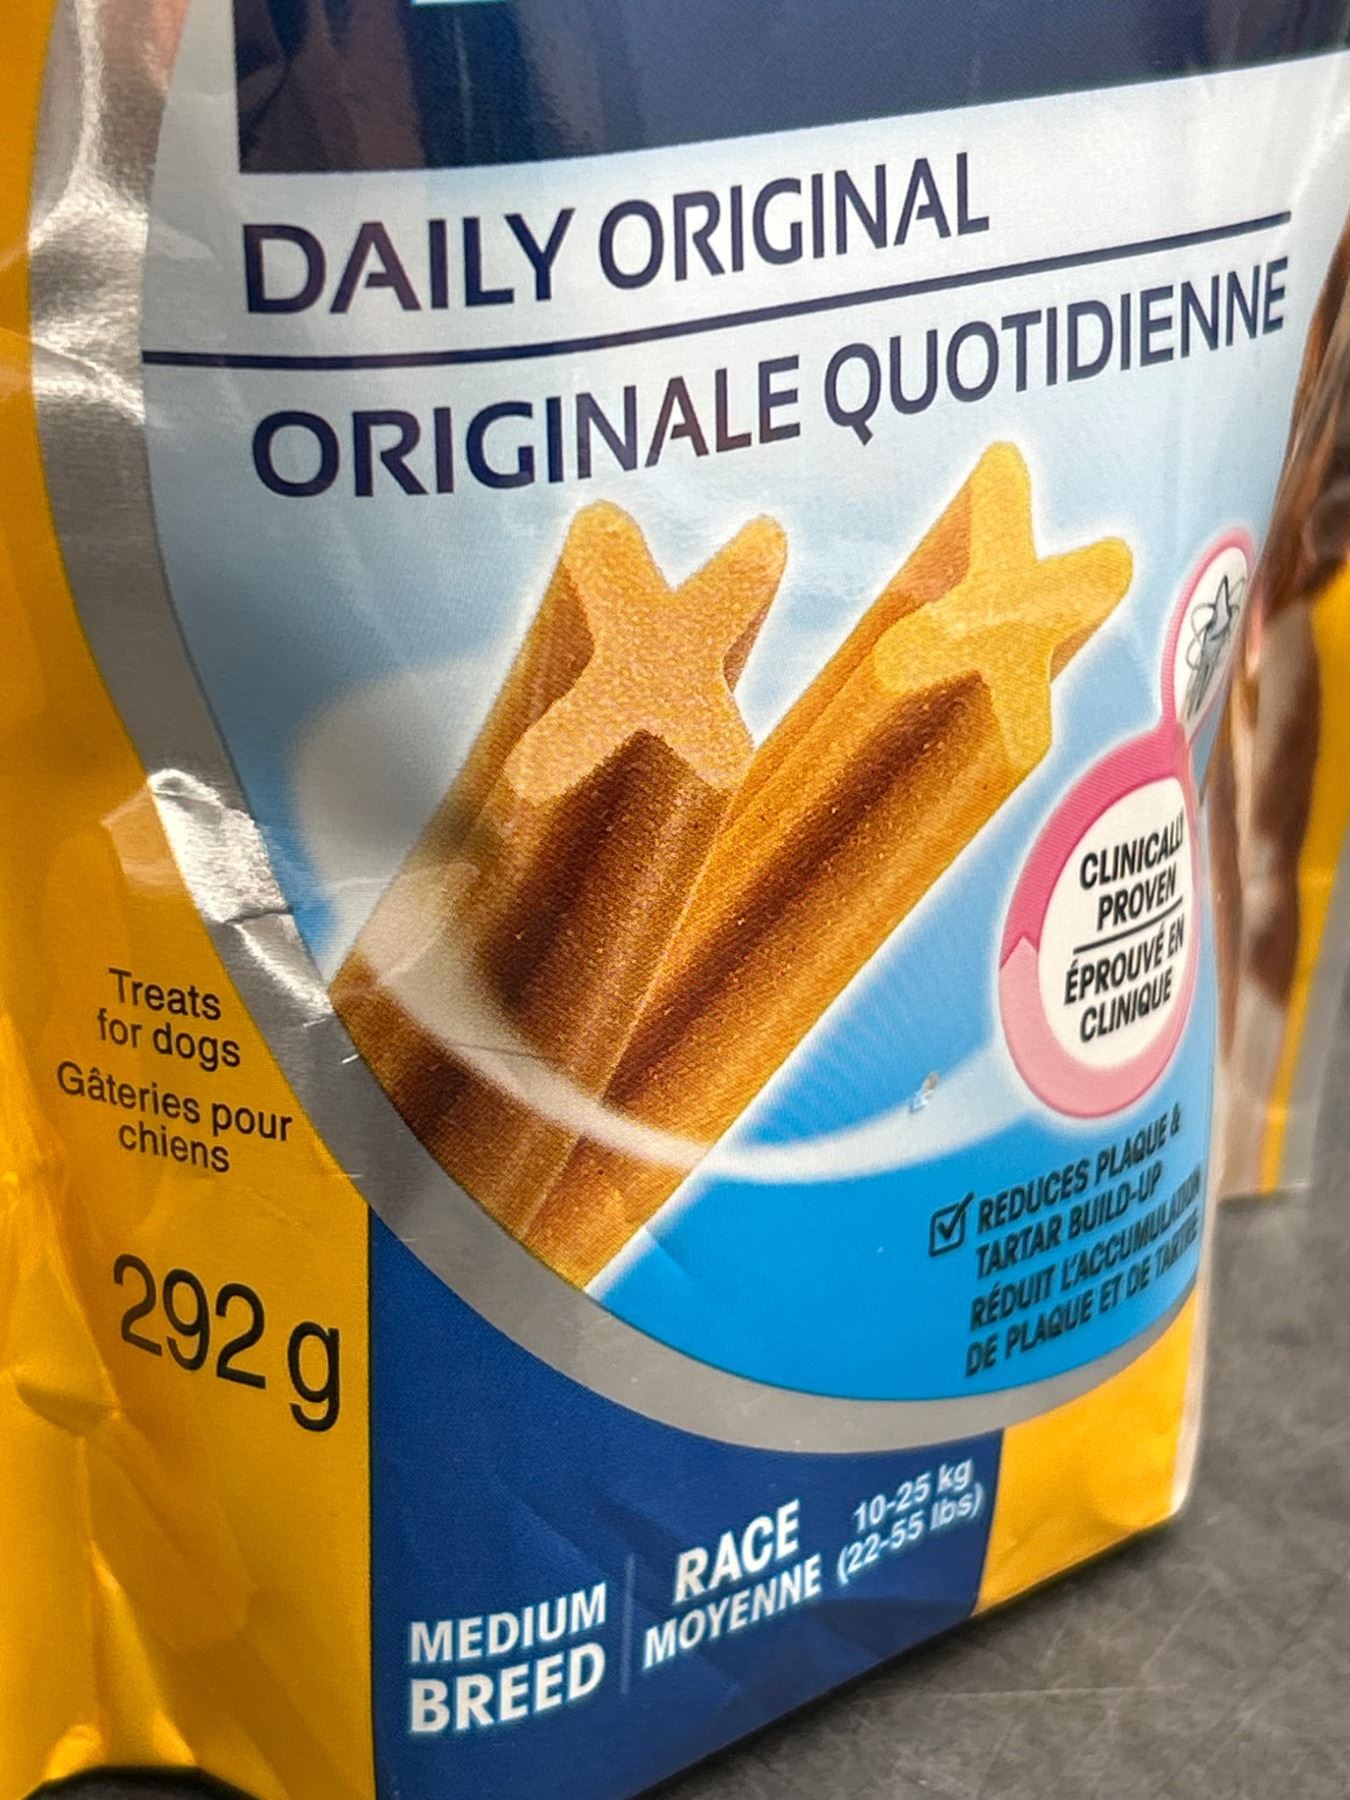 DAILY ORIGINAL
ORIGINALE QUOTIDIENNE
CLINICALLY
PROVEN
ÉPROUVÉ EN
CLINIQUE
REDUCES PLAQUE &
TARTAR BUILD-UP
RÉDUIT L'ACCUMULATION
DE PLAQUE ET DE TARTRE
Treats
for dogs
Gâteries pour
chiens
292 g
MEDIUM
BREED
RACE
MOYENNE
10-25 kg
(22-55 lbs)